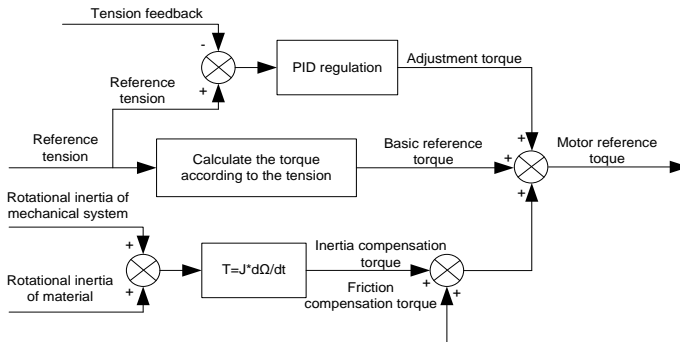 Tension feedback
-
PID regulation
Adjustment torque
Reference
tension
+
Reference
tension
Calculate the torque
according to the tension
Basic reference
torque
+
+
+
Motor reference
toque
Rotational inertia of
mechanical system
+
Rotational inertia
of material
+
T=J*dΩ/dt
Inertia compensation
torque
+
Friction
compensation torque
+